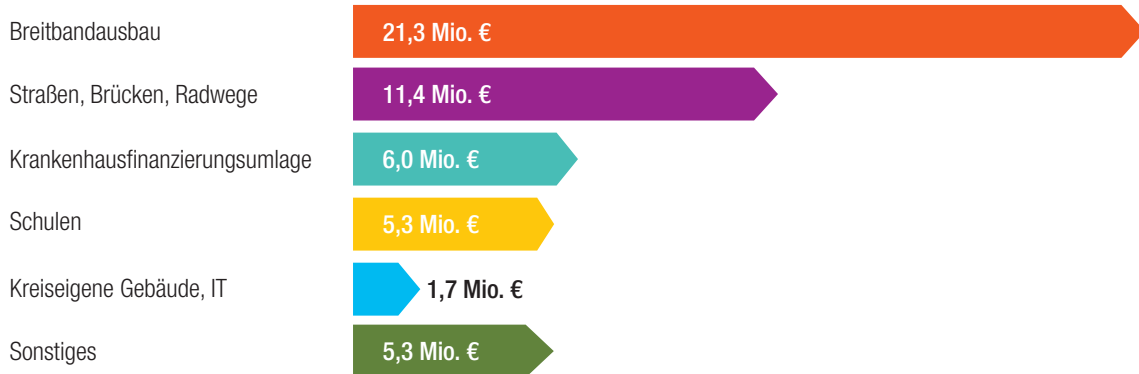 Breitbandausbau 21,3 Mio. €
Straßen, Brücken, Radwege 11,4 Mio. €
Krankenhausfinanzierungsumlage 6,0 Mio. €
Schulen 5,3 Mio. €
Kreiseigene Gebäude, IT 1,7 Mio. €
Sonstiges 5,3 Mio. €